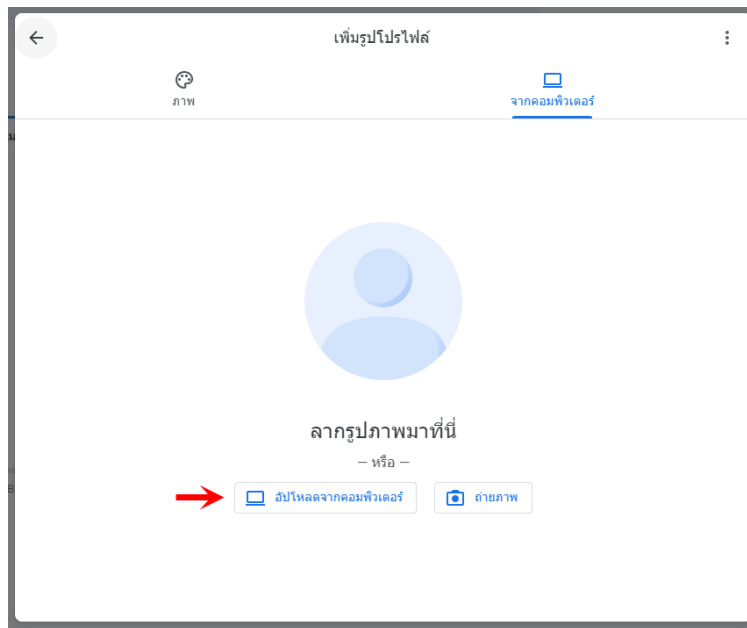 เพิ่มรูปโปรไฟล์
ภาพ
จากคอมพิวเตอร์
ลากรูปภาพมาที่นี่
— หรือ —
อัปโหลดจากคอมพิวเตอร์
ถ่ายภาพ